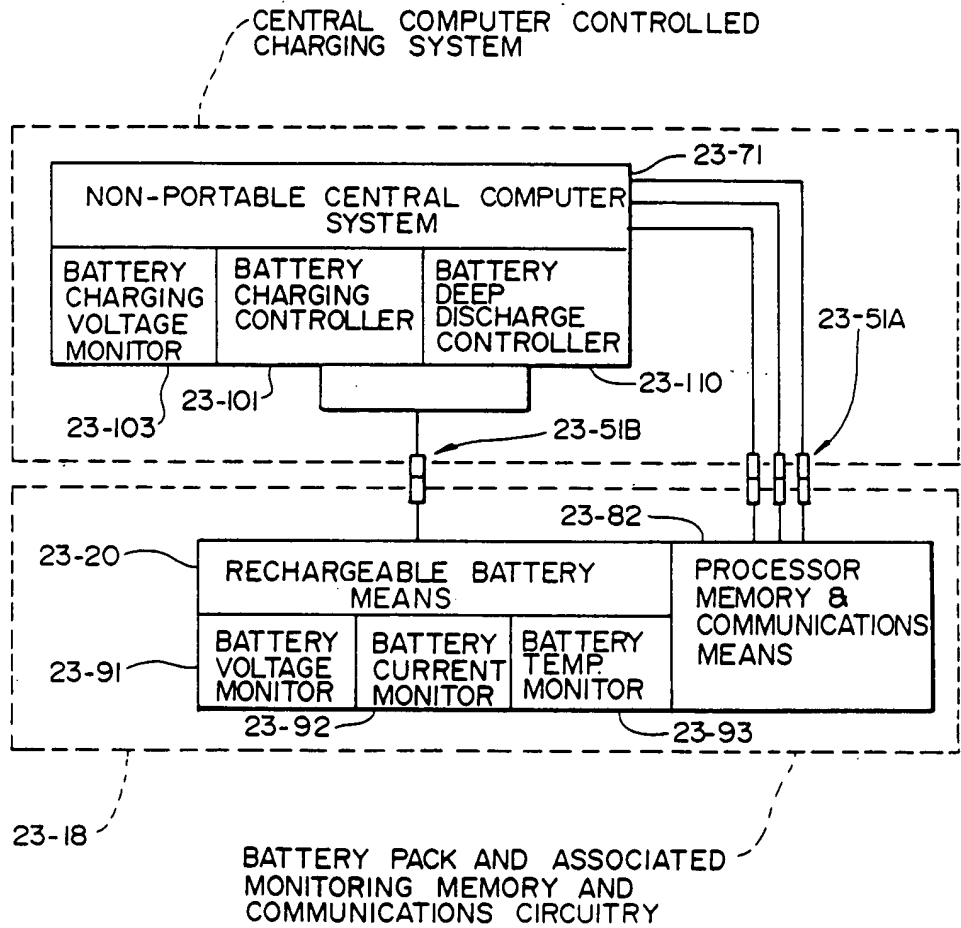 CENTRAL COMPUTER CONTROLLED
CHARGING SYSTEM
23-71
NON-PORTABLE CENTRAL COMPUTER
SYSTEM
BATTERY
CHARGING
VOLTAGE
MONITOR
BATTERY
CHARGING
CONTROLLER
BATTERY
DEEP
DISCHARGE
CONTROLLER
23-51A
23-103
23-101
23-110
23-51B
23-82
23-20
RECHARGEABLE BATTERY
MEANS
PROCESSOR
MEMORY &
COMMUNICATIONS
MEANS
23-91
BATTERY
VOLTAGE
MONITOR
BATTERY
CURRENT
MONITOR
BATTERY
TEMP.
MONITOR
23-92
23-93
23-18
BATTERY PACK AND ASSOCIATED
MONITORING MEMORY AND
COMMUNICATIONS CIRCUITRY